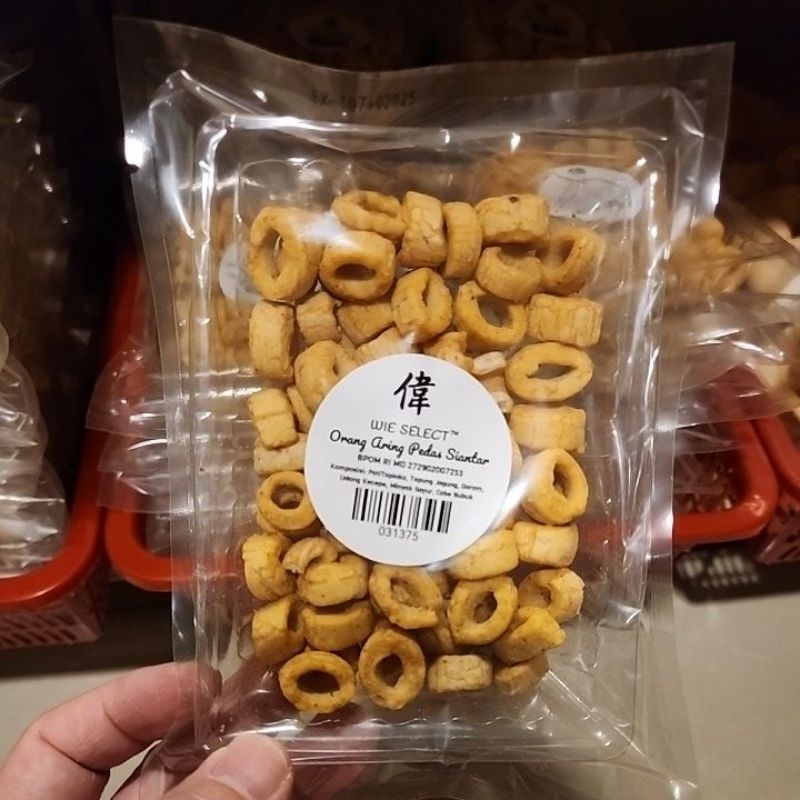 偉
WIE SELECT™
Orang Aring Pedas Siantar
BPOM RI MD 272902007255
Komposisi: Pati Tapioka, Tepung Jagung, Garam,
Udang Kecepe, Minyak Sayur, Cabe Bubuk
031375